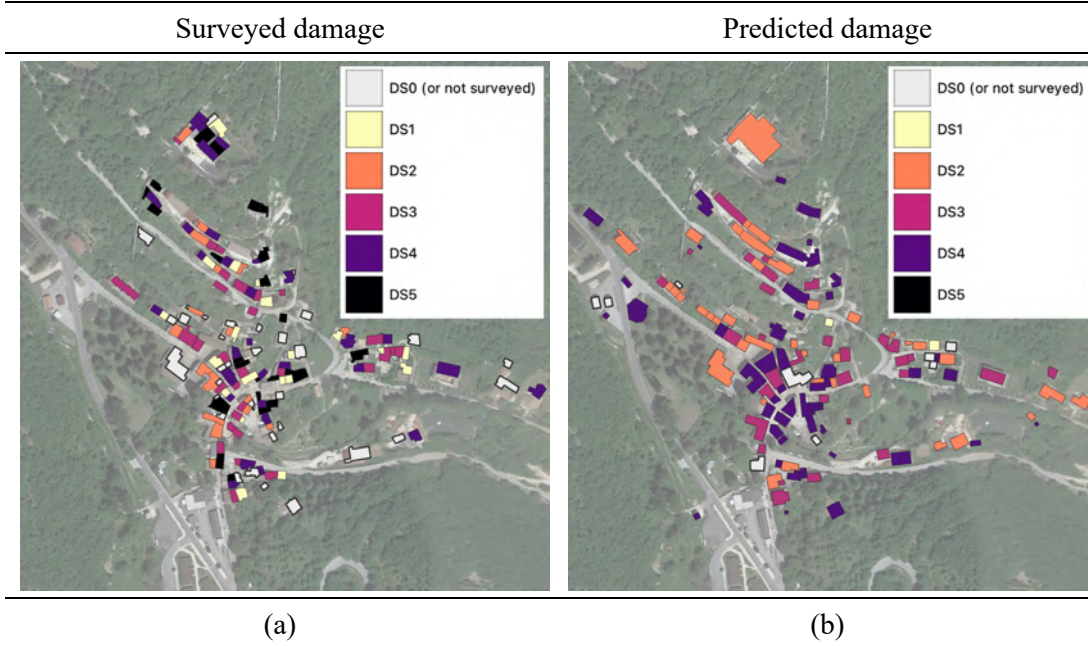 Surveyed damage
Predicted damage
DS0 (or not surveyed)
DS1
DS2
DS3
DS4
DS5
DS0 (or not surveyed)
DS1
DS2
DS3
DS4
DS5
(a)
(b)